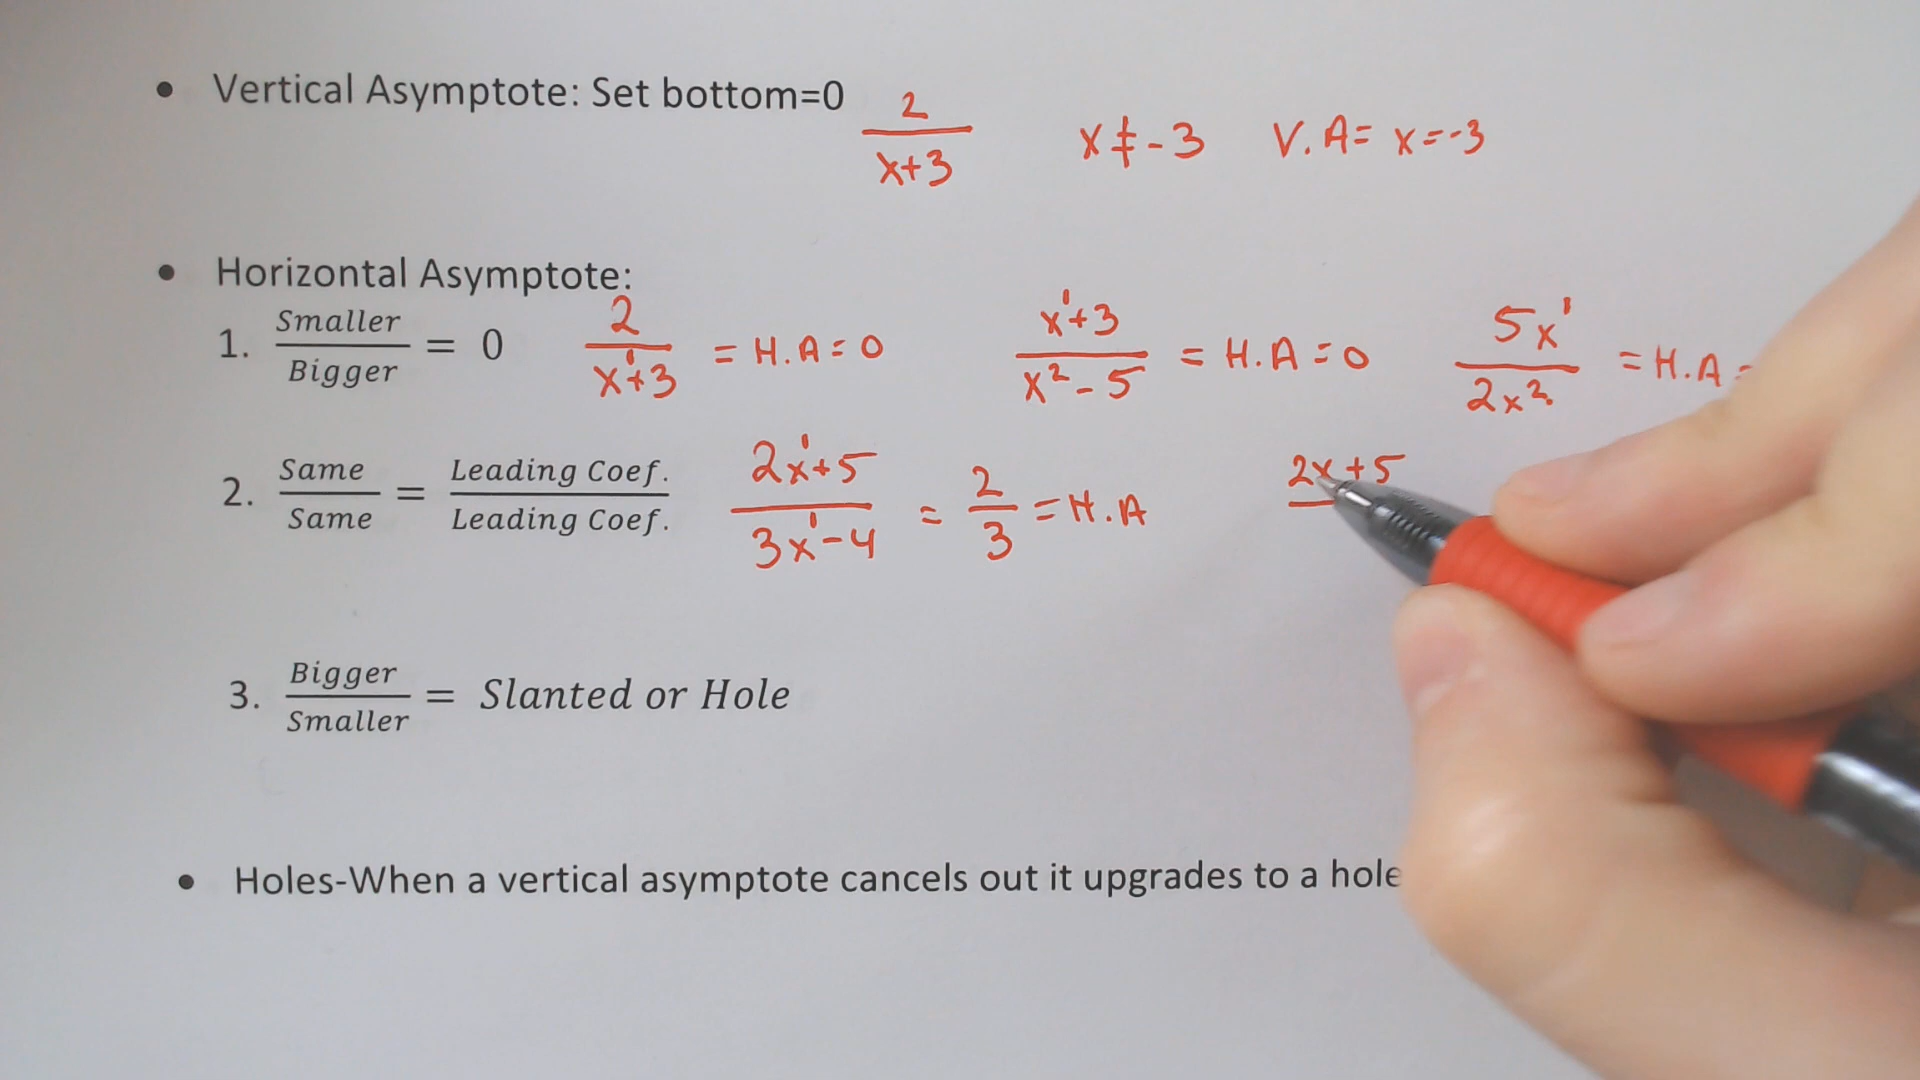 • Vertical Asymptote: Set bottom=0 2/x+3 x≠-3 V.A= x=-3
• Horizontal Asymptote:
1. Smaller/Bigger = 0 2/x¹+3 = H.A=0 x¹+3/x²-5 = H.A=0 5x¹/2x² = H.A=
2. Same/Same = Leading Coef./Leading Coef. 2x¹+5/3x¹-4 = 2/3 = H.A 2x+5
3. Bigger/Smaller = Slanted or Hole
• Holes-When a vertical asymptote cancels out it upgrades to a hole